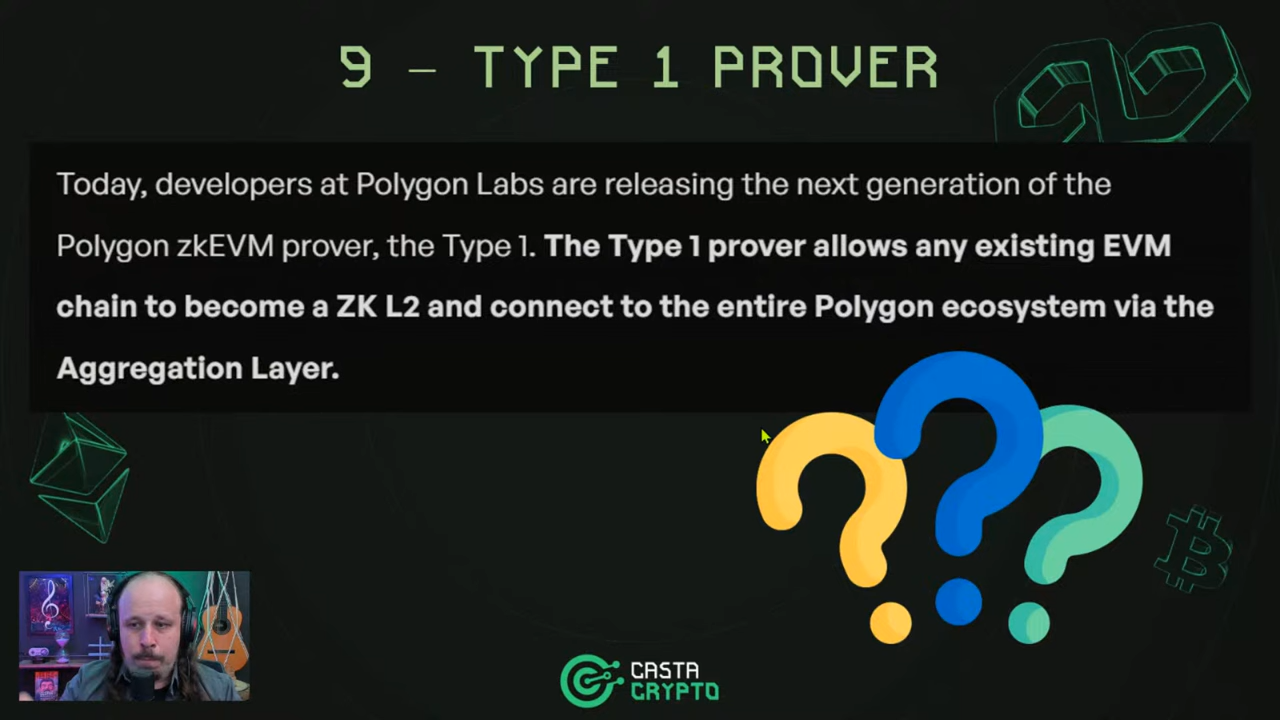 9 - TYPE 1 PROVER
Today, developers at Polygon Labs are releasing the next generation of the
Polygon zkEVM prover, the Type 1. The Type 1 prover allows any existing EVM
chain to become a ZK L2 and connect to the entire Polygon ecosystem via the
Aggregation Layer.
CASTA
CRYPTO